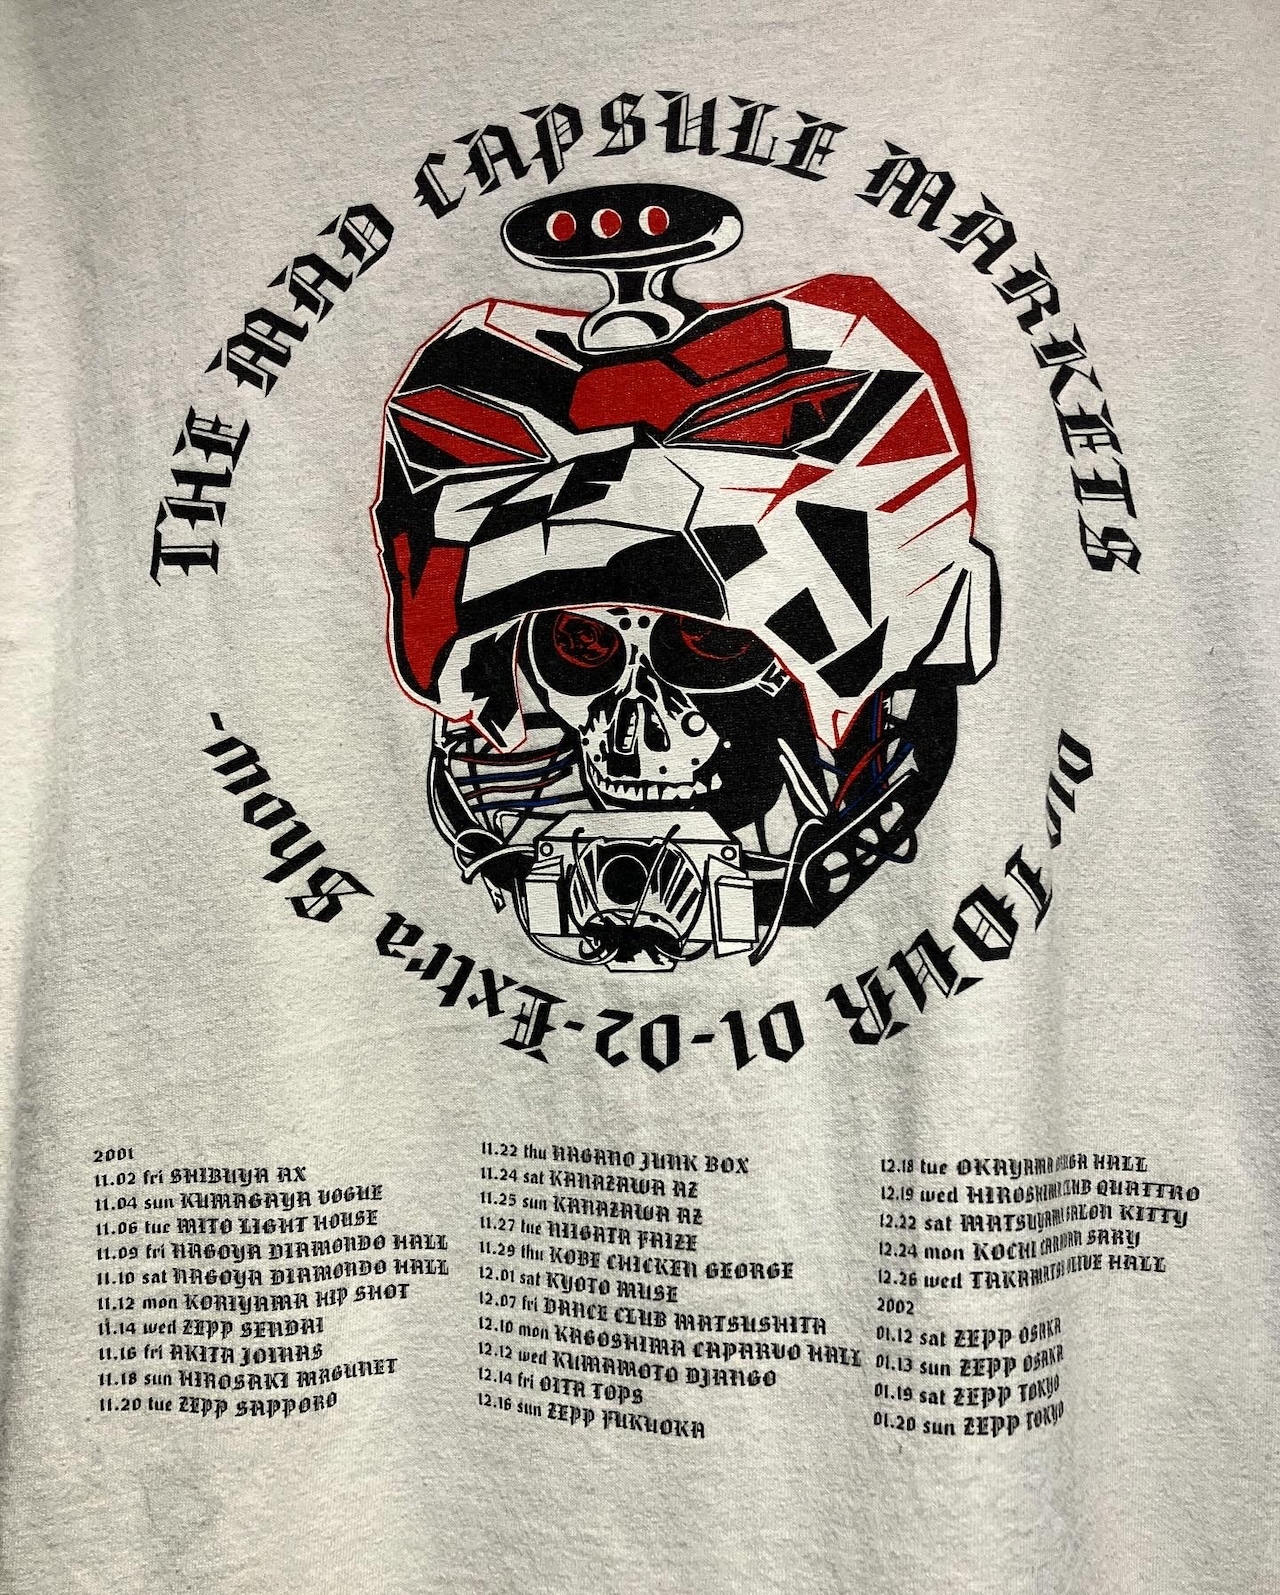 THE MAD CAPSULE MARKETS
TOUR 01-02-Extra Show-
2001
11.02 fri SHIBUYA AX
11.04 sun KUMAGAYA VOGUE
11.06 tue MITO LIGHT HOUSE
11.09 fri NAGOYA DIAMONDO HALL
11.10 sat NAGOYA DIAMONDO HALL
11.12 mon KORIYAMA HIP SHOT
11.14 wed ZEPP SENDAI
11.16 fri AKITA JOINAS
11.18 sun HIROSAKI MAGUNET
11.20 tue ZEPP SAPPORO
11.22 thu NAGANO JUNK BOX
11.24 sat KANAZAWA AZ
11.25 sun KANAZAWA AZ
11.27 tue NIIGATA FAIZE
11.29 thu KOBE CHICKEN GEORGE
12.01 sat KYOTO MUSE
12.07 fri DANCE CLUB MATSUSHITA
12.10 mon KAGOSHIMA CAPARVO HALL
12.12 wed KUMAMOTO DJANGO
12.14 fri OITA TOPS
12.16 sun ZEPP FUKUOKA
12.18 tue OKAYAMA HALL
12.19 wed HIROSHIMA CLUB QUATTRO
12.22 sat MATSUYAMA SALON KITTY
12.24 mon KOCHI CARAVAN SARY
12.26 wed TAKAMATSU OLIVE HALL
2002
01.12 sat ZEPP OSAKA
01.13 sun ZEPP OSAKA
01.19 sat ZEPP TOKYO
01.20 sun ZEPP TOKYO